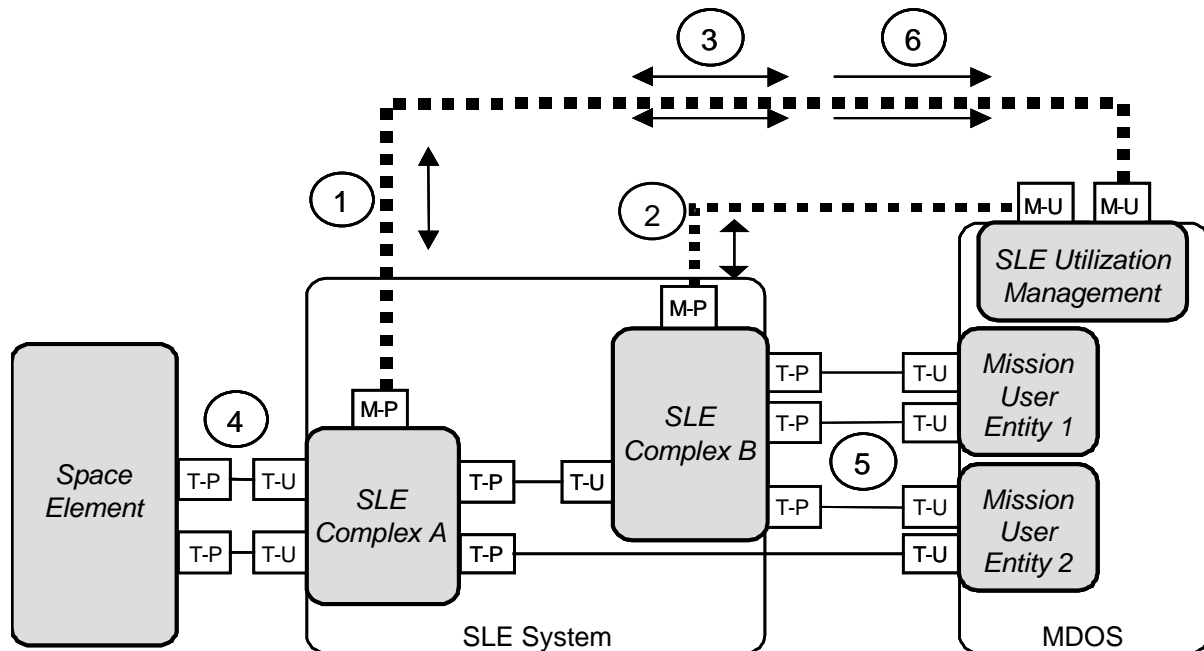 3
6
1
2
M-U
M-U
SLE Utilization
Management
M-P
T-P
T-U
Mission
User
Entity 1
M-P
SLE
Complex B
T-P
T-U
4
5
Space
Element
T-P
T-U
SLE
Complex A
T-P
T-U
T-P
T-U
Mission
User
Entity 2
T-P
T-U
T-P
T-U
SLE System
MDOS